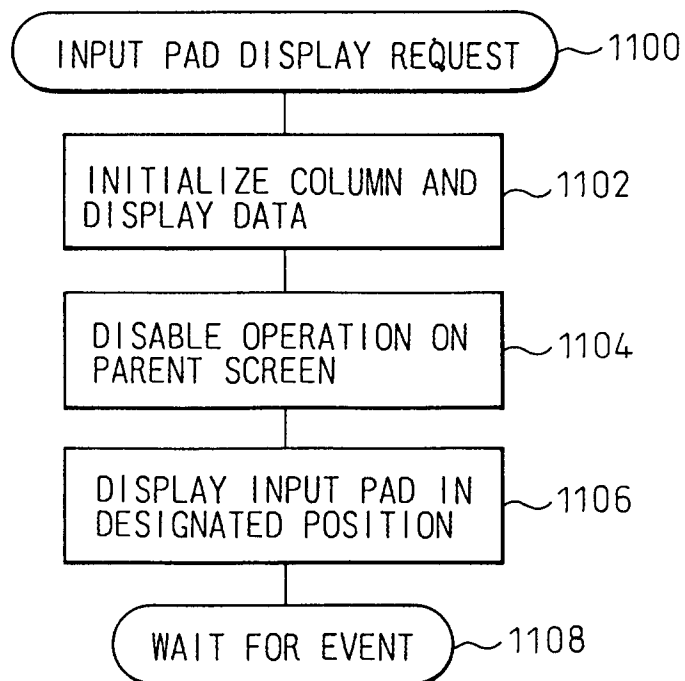 INPUT PAD DISPLAY REQUEST 1100
INITIALIZE COLUMN AND
DISPLAY DATA
1102
DISABLE OPERATION ON
PARENT SCREEN
1104
DISPLAY INPUT PAD IN
DESIGNATED POSITION
1106
WAIT FOR EVENT 1108